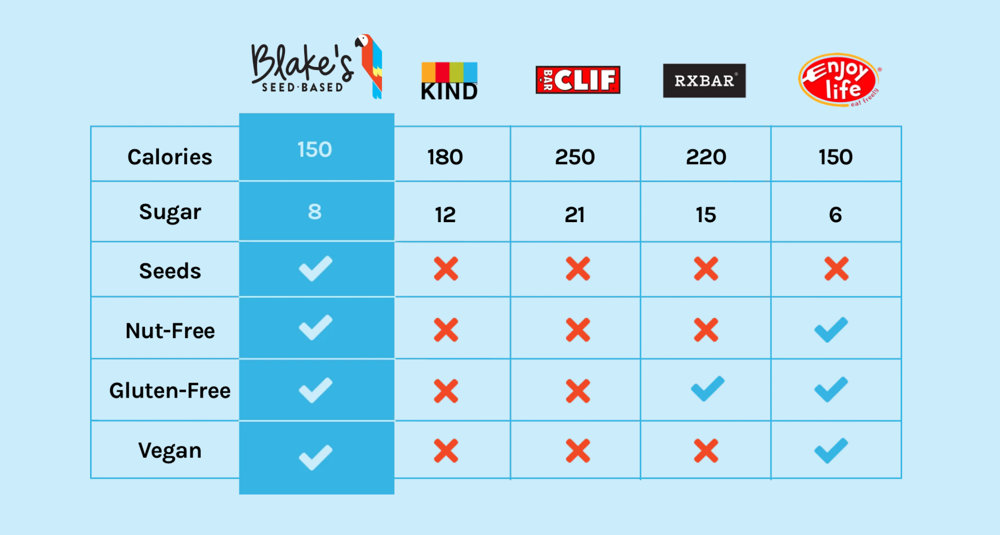 Blake's
SEED·BASED
KIND
BAR CLIF
RXBAR®
Enjoy life®
eat freely
Calories 150 180 250 220 150
Sugar 8 12 21 15 6
Seeds
Nut-Free
Gluten-Free
Vegan